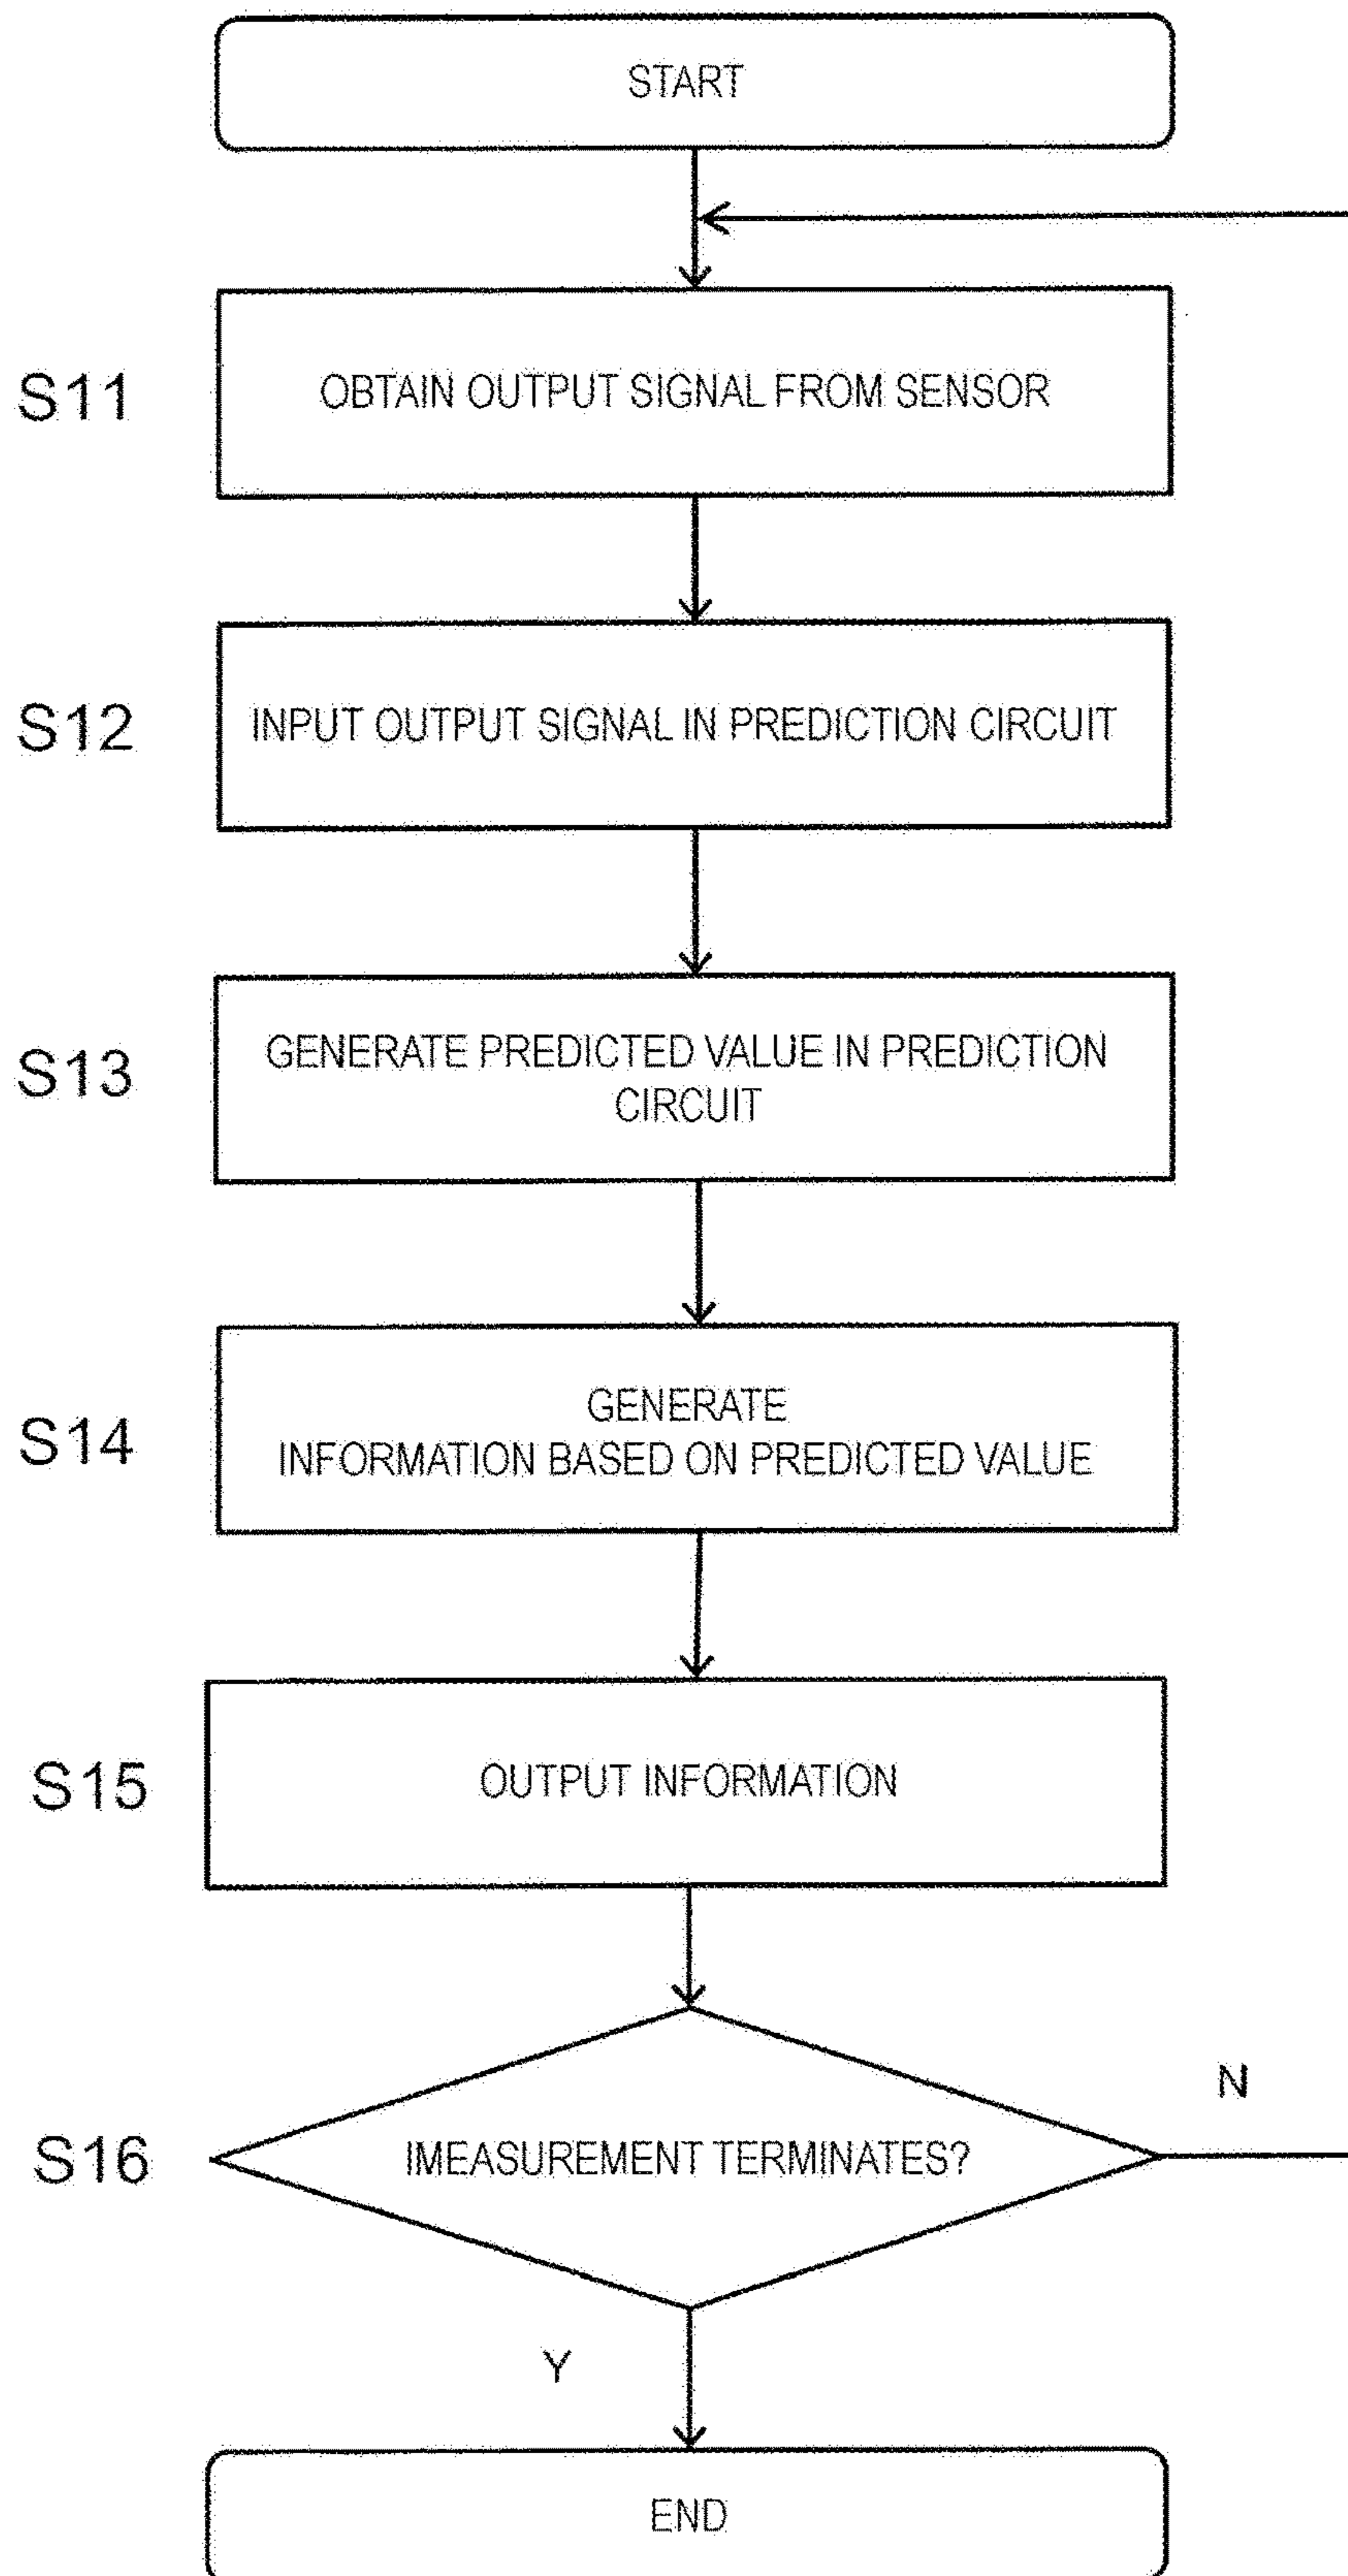 START
S11
OBTAIN OUTPUT SIGNAL FROM SENSOR
S12
INPUT OUTPUT SIGNAL IN PREDICTION CIRCUIT
S13
GENERATE PREDICTED VALUE IN PREDICTION
CIRCUIT
S14
GENERATE
INFORMATION BASED ON PREDICTED VALUE
S15
OUTPUT INFORMATION
S16
IMEASUREMENT TERMINATES?
N
Y
END